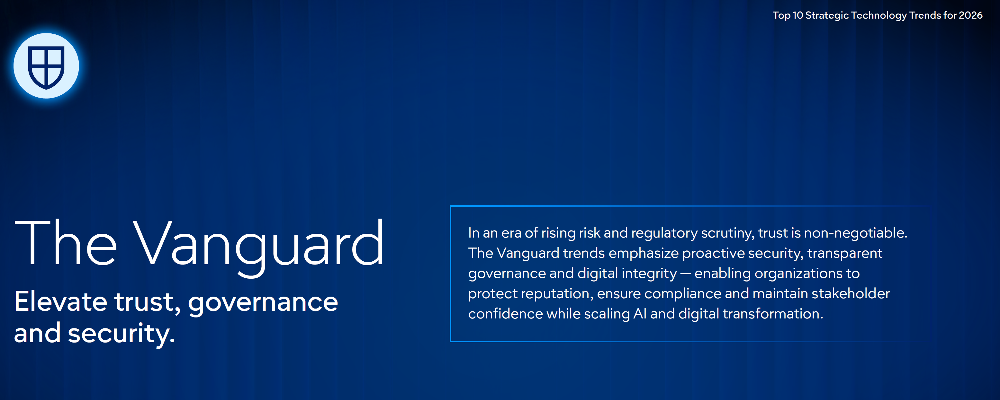 Top 10 Strategic Technology Trends for 2026
The Vanguard
Elevate trust, governance
and security.
In an era of rising risk and regulatory scrutiny, trust is non-negotiable.
The Vanguard trends emphasize proactive security, transparent
governance and digital integrity — enabling organizations to
protect reputation, ensure compliance and maintain stakeholder
confidence while scaling AI and digital transformation.